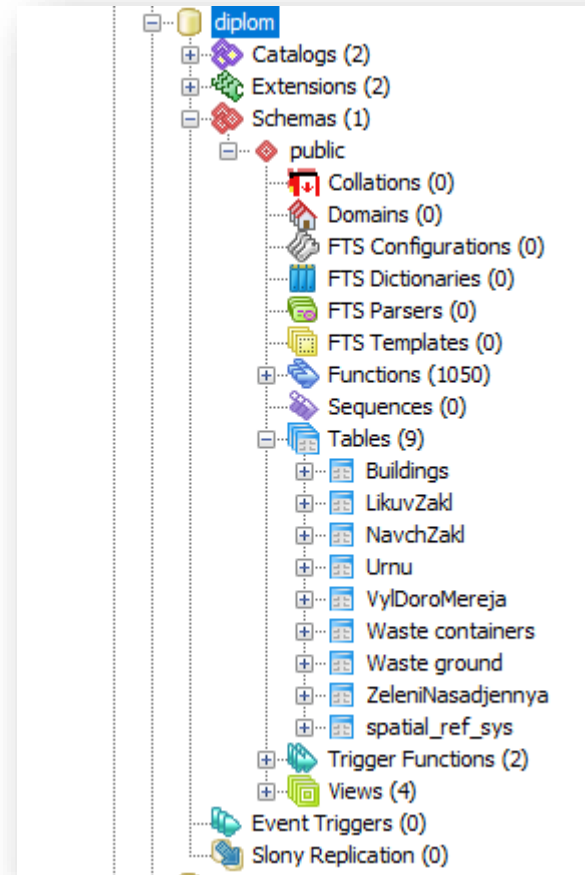 diplom
Catalogs (2)
Extensions (2)
Schemas (1)
public
Collations (0)
Domains (0)
FTS Configurations (0)
FTS Dictionaries (0)
FTS Parsers (0)
FTS Templates (0)
Functions (1050)
Sequences (0)
Tables (9)
Buildings
LikuvZakl
NavchZakl
Urnu
VylDoroMereja
Waste containers
Waste ground
ZeleniNasadjennya
spatial_ref_sys
Trigger Functions (2)
Views (4)
Event Triggers (0)
Slony Replication (0)